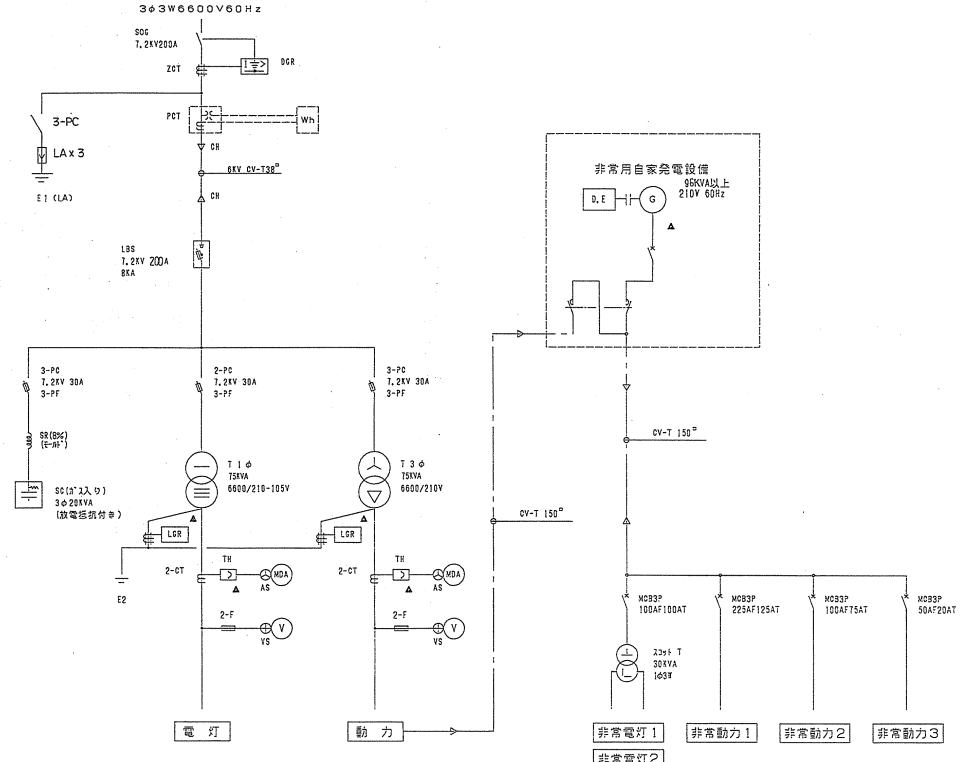 3φ3W6600V60Hz
SOG
7.2KV200A
DGR
I ⏚>
ZCT
3-PC
PCT
Wh
LAx3
CH
6KV CV-T38□
E1 (LA)
CH
LBS
7.2KV 200A
8KA
非常用自家発電設備
96KVA以上
210V 60Hz
D.E
G
3-PC
7.2KV 30A
3-PF
2-PC
7.2KV 30A
3-PF
3-PC
7.2KV 30A
3-PF
SR(8%)
(モールド)
SC(ガス入り)
3φ20KVA
(放電抵抗付き)
T 1φ
75KVA
6600/210-105V
T 3φ
75KVA
6600/210V
CV-T 150□
CV-T 150□
LGR
LGR
E2
2-CT
TH
MDA
AS
2-CT
TH
MDA
AS
2-F
V
VS
2-F
V
VS
MCB3P
100AF100AT
MCB3P
225AF125AT
MCB3P
100AF75AT
MCB3P
50AF20AT
スコット T
30KVA
1φ3W
電 灯
動 力
非常電灯1
非常動力1
非常動力2
非常動力3
非常電灯2